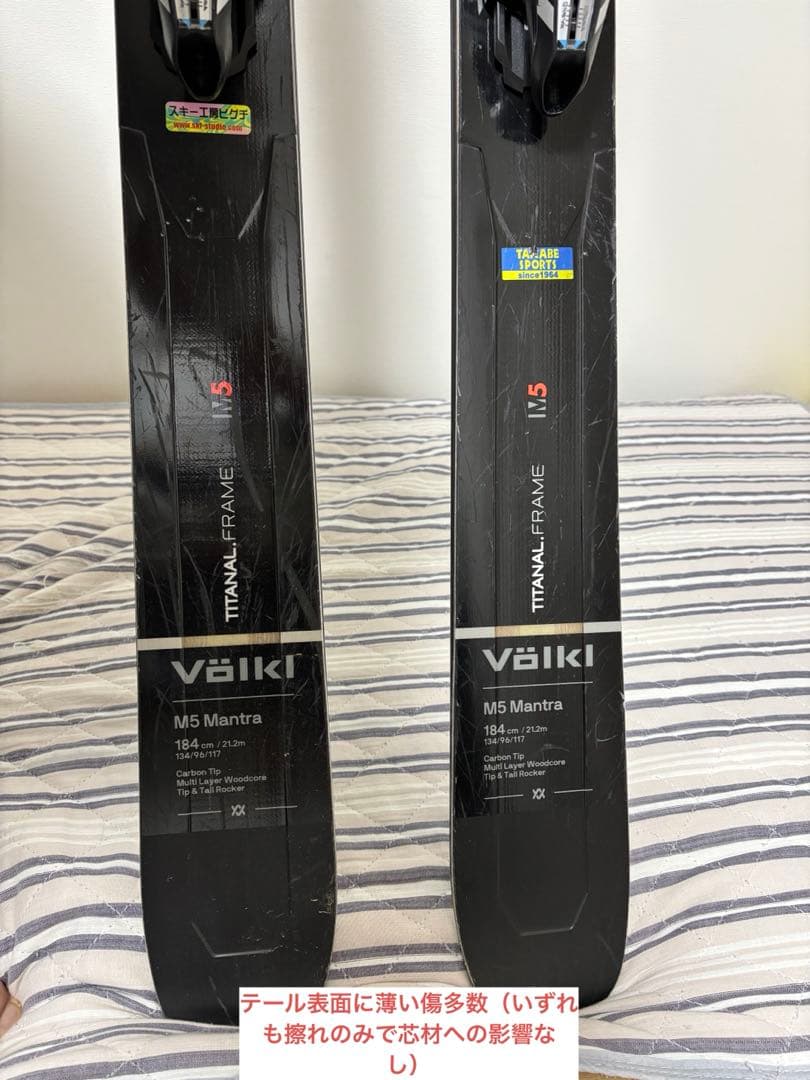 スキー工房ヒグチ
www.ski-studio.com
M5
TITANAL.FRAME
Völkl
M5 Mantra
184 cm / 21.2m
134/96/117
Carbon Tip
Multi Layer Woodcore
Tip & Tail Rocker
TANABE
SPORTS
since1964
M5
TITANAL.FRAME
Völkl
M5 Mantra
184 cm / 21.2m
134/96/117
Carbon Tip
Multi Layer Woodcore
Tip & Tail Rocker
テール表面に薄い傷多数（いずれ
も擦れのみで芯材への影響な
し）